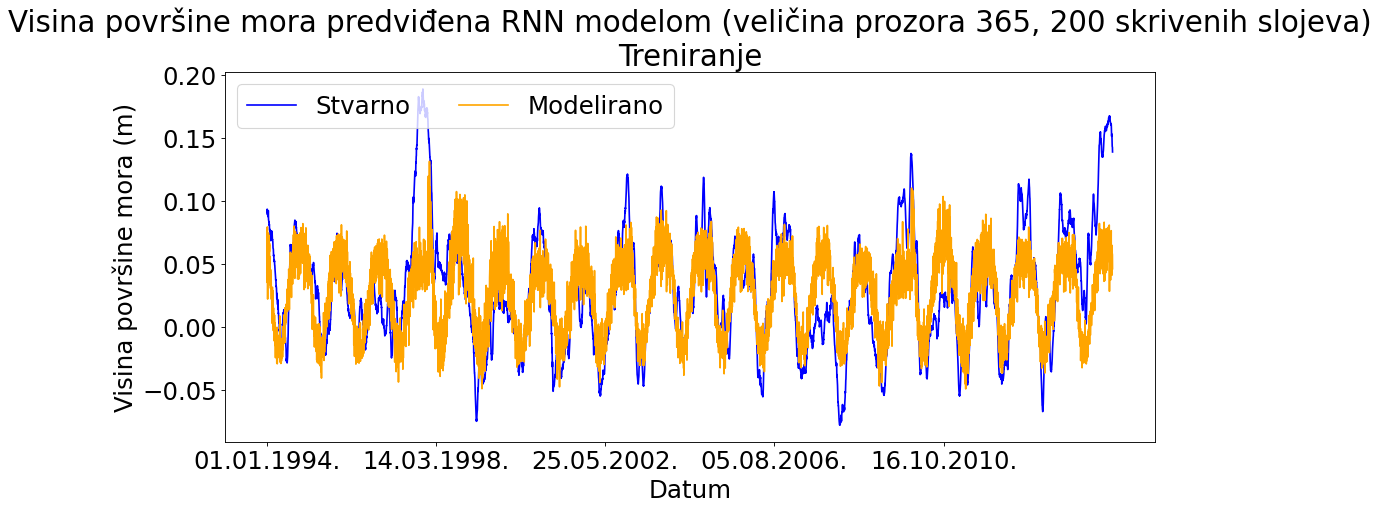 Visina površine mora predviđena RNN modelom (veličina prozora 365, 200 skrivenih slojeva)
Treniranje
Stvarno
Modelirano
Visina površine mora (m)
0.20
0.15
0.10
0.05
0.00
−0.05
01.01.1994.
14.03.1998.
25.05.2002.
05.08.2006.
16.10.2010.
Datum